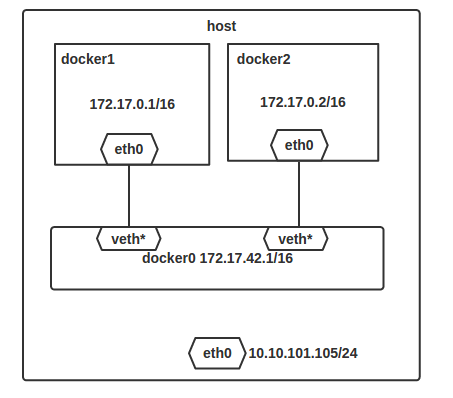 host
docker1
docker2
172.17.0.1/16
172.17.0.2/16
eth0
eth0
veth*
veth*
docker0 172.17.42.1/16
eth0
10.10.101.105/24